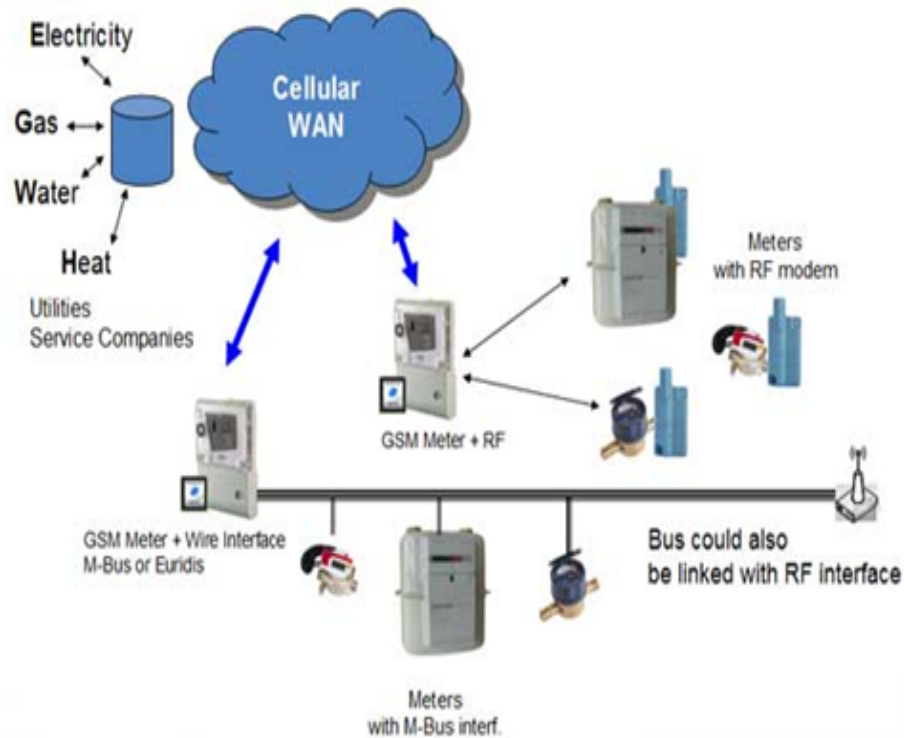 Electricity
Gas
Water
Heat
Utilities
Service Companies
Cellular
WAN
Meters
with RF modem
GSM Meter + RF
GSM Meter + Wire Interface
M-Bus or Euridis
Bus could also
be linked with RF interface
Meters
with M-Bus interf.